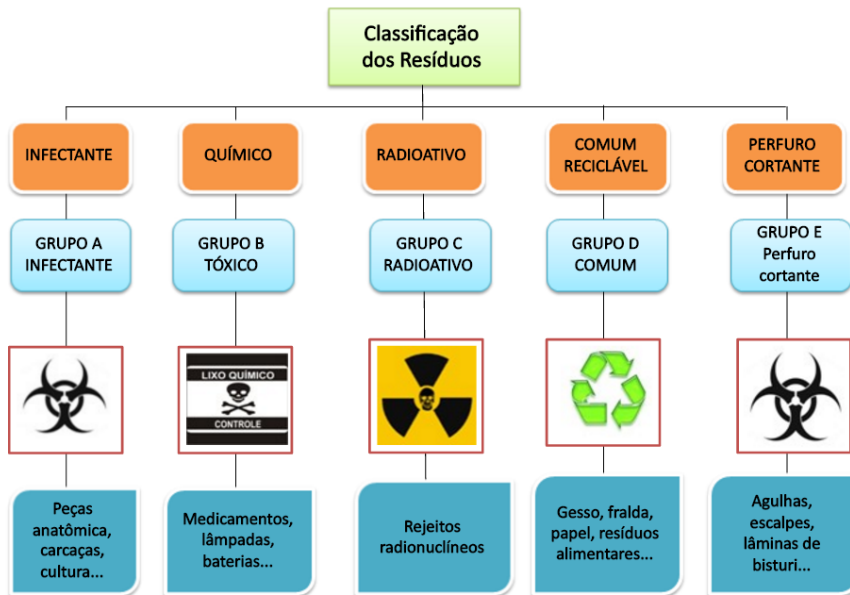 Classificação
dos Resíduos
INFECTANTE
QUÍMICO
RADIOATIVO
COMUM
RECICLÁVEL
PERFURO
CORTANTE
GRUPO A
INFECTANTE
GRUPO B
TÓXICO
GRUPO C
RADIOATIVO
GRUPO D
COMUM
GRUPO E
Perfuro
cortante
LIXO QUÍMICO
CONTROLE
Peças
anatômica,
carcaças,
cultura...
Medicamentos,
lâmpadas,
baterias...
Rejeitos
radionuclíneos
Gesso, fralda,
papel, resíduos
alimentares...
Agulhas,
escalpes,
lâminas de
bisturi...